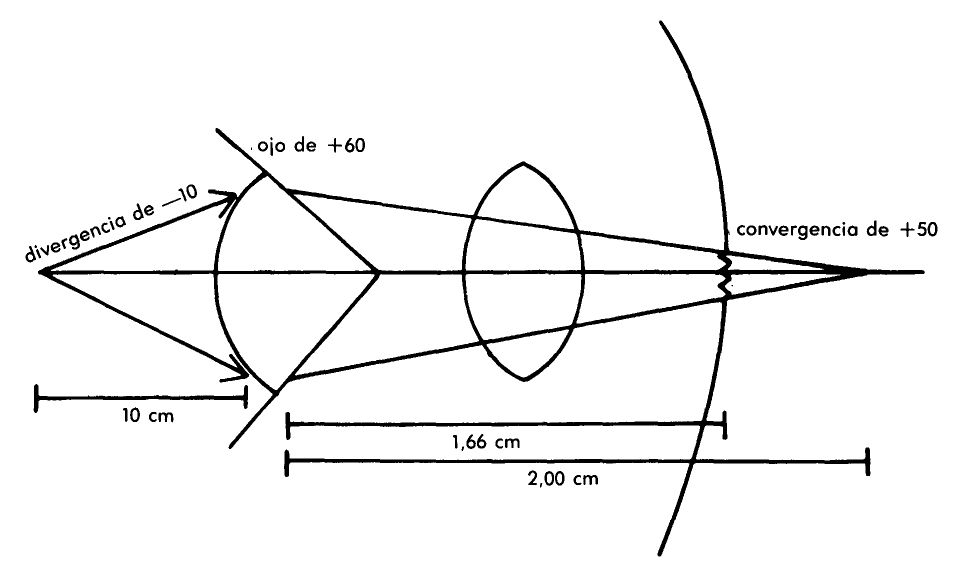 ojo de +60
divergencia de —10
convergencia de +50
10 cm
1,66 cm
2,00 cm